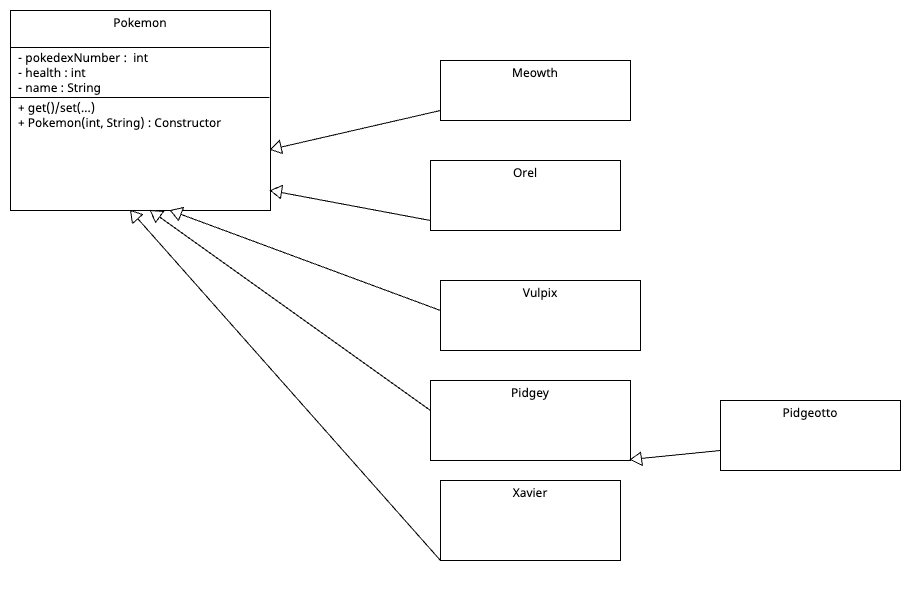 Pokemon
- pokedexNumber :  int
- health : int
- name : String
+ get()/set(...)
+ Pokemon(int, String) : Constructor
Meowth
Orel
Vulpix
Pidgey
Pidgeotto
Xavier